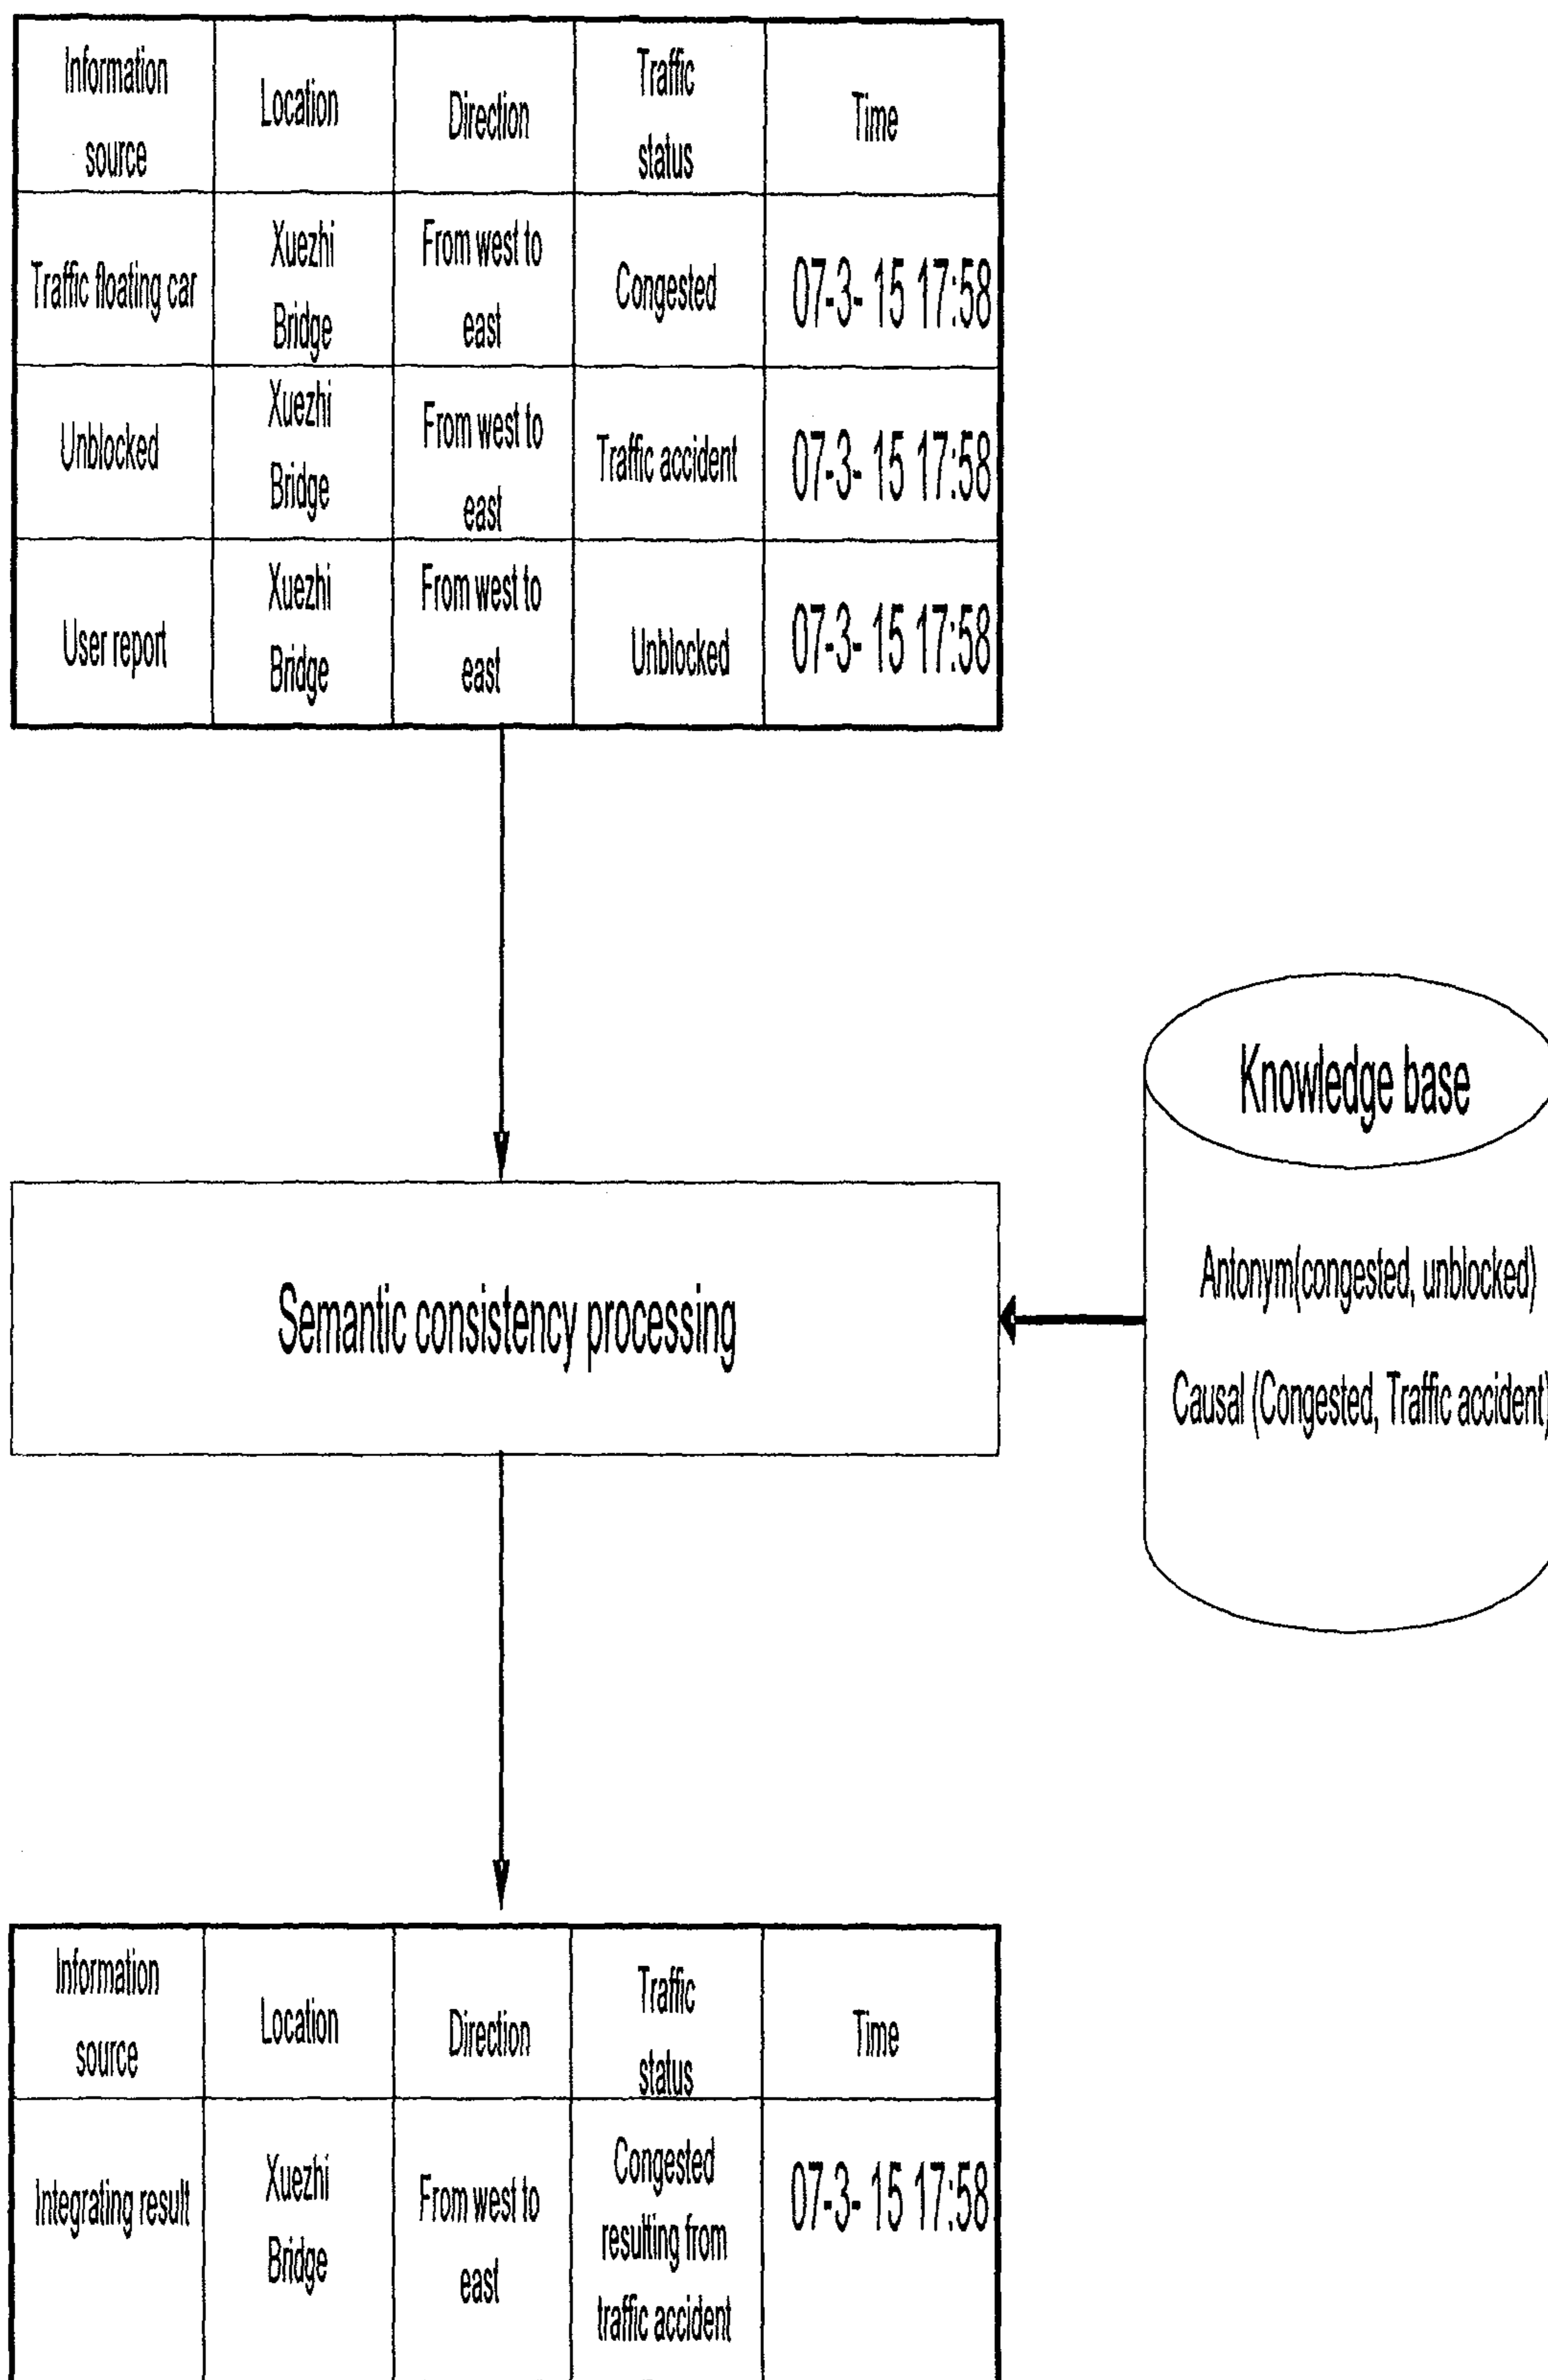 Information
source
Location
Direction
Traffic
status
Time
Traffic floating car
Xuezhi
Bridge
From west to
east
Congested
07-3- 15 17:58
Unblocked
Xuezhi
Bridge
From west to
east
Traffic accident
07-3- 15 17:58
User report
Xuezhi
Bridge
From west to
east
Unblocked
07-3- 15 17:58
Knowledge base
Antonym(congested, unblocked)
Causal (Congested, Traffic accident)
Semantic consistency processing
Information
source
Location
Direction
Traffic
status
Time
Integrating result
Xuezhi
Bridge
From west to
east
Congested
resulting from
traffic accident
07-3- 15 17:58